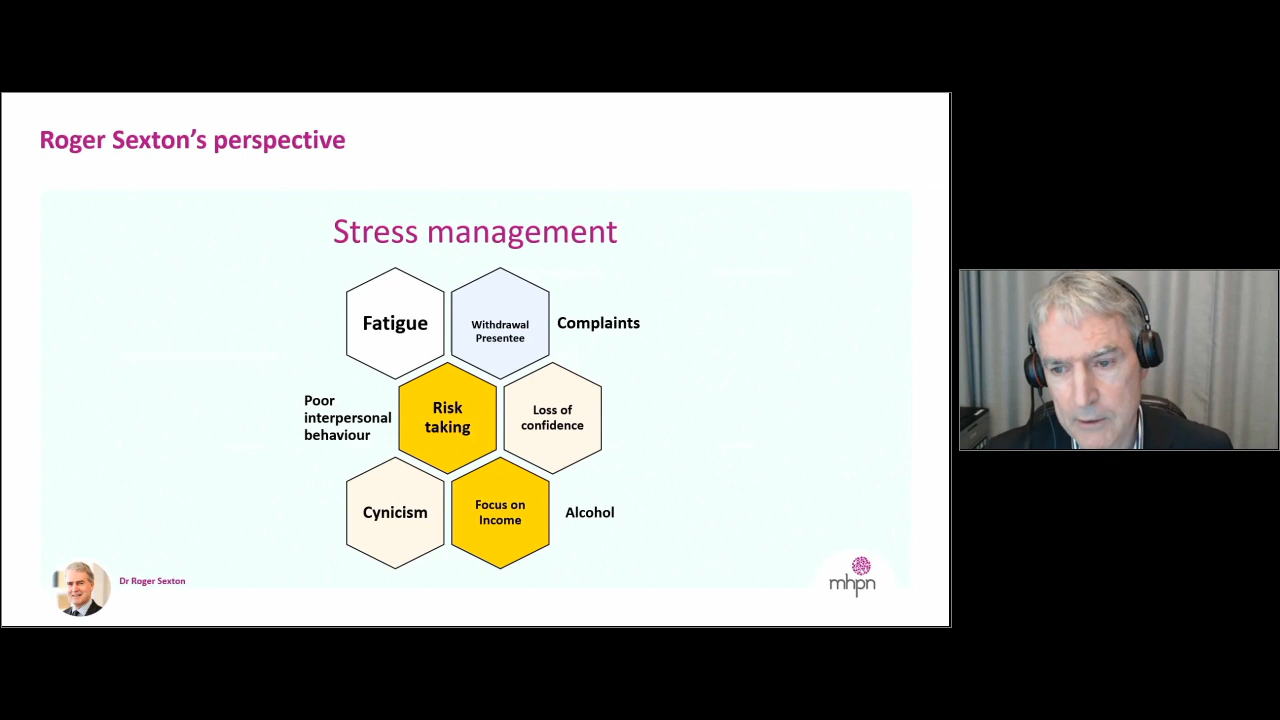 Roger Sexton’s perspective
Stress management
Fatigue
Withdrawal
Presentee
Complaints
Poor
interpersonal
behaviour
Risk
taking
Loss of
confidence
Cynicism
Focus on
Income
Alcohol
Dr Roger Sexton
mhpn